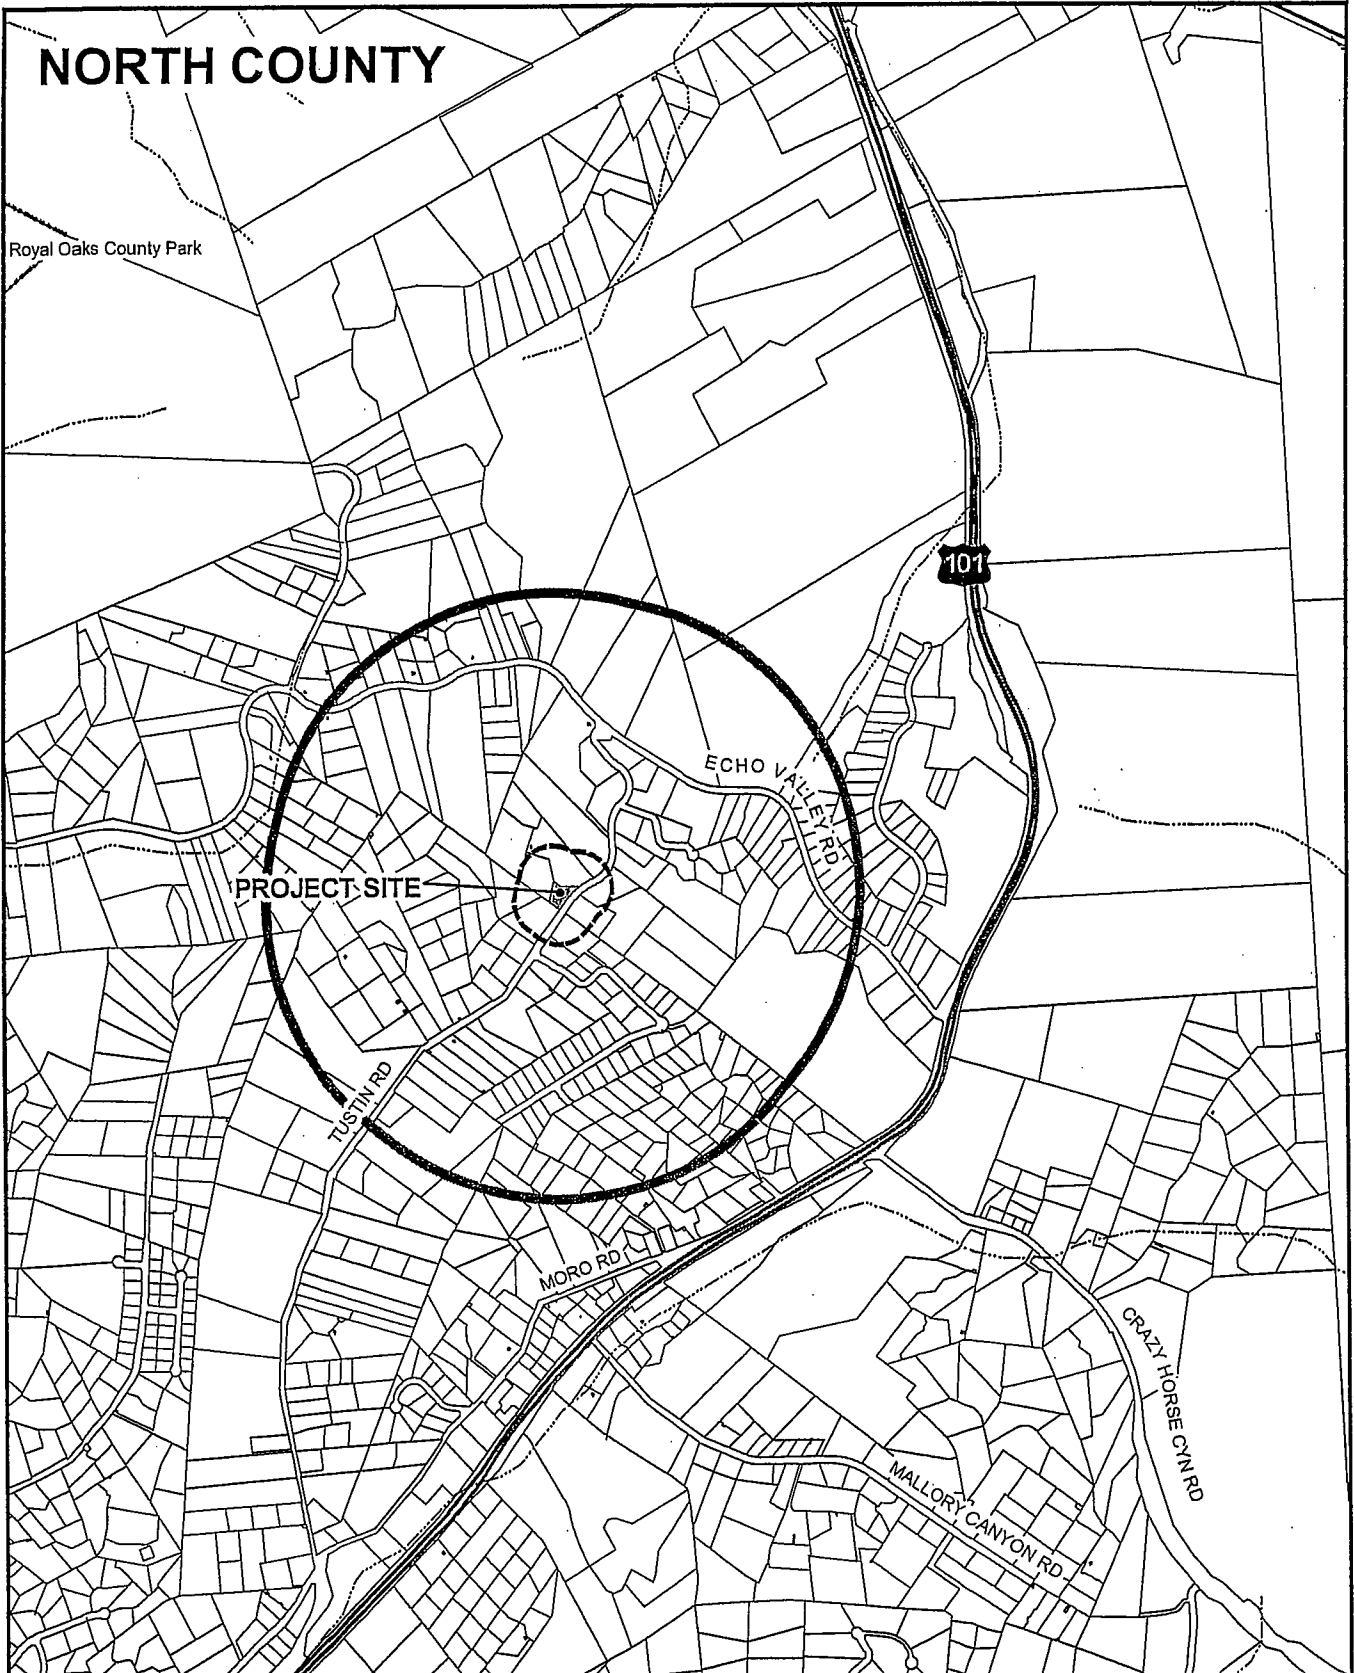 NORTH COUNTY
Royal Oaks County Park
101
ECHO VALLEY RD
PROJECT SITE
TUSTIN RD
MORO RD
CRAZY HORSE CYN RD
MALLORY CANYON RD